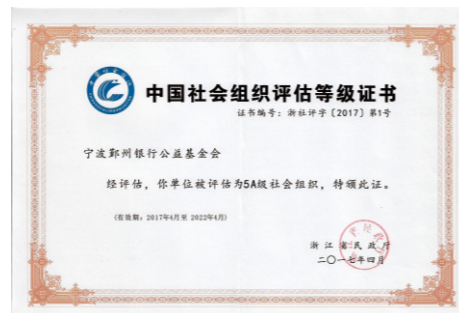 中国社会组织评估等级证书
证书编号：浙社评字〔2017〕第1号
宁波鄞州银行公益基金会
经评估，你单位被评估为5A级社会组织，特颁此证。
（有效期：2017年4月至 2022年4月）
浙江省民政厅
二〇一七年四月